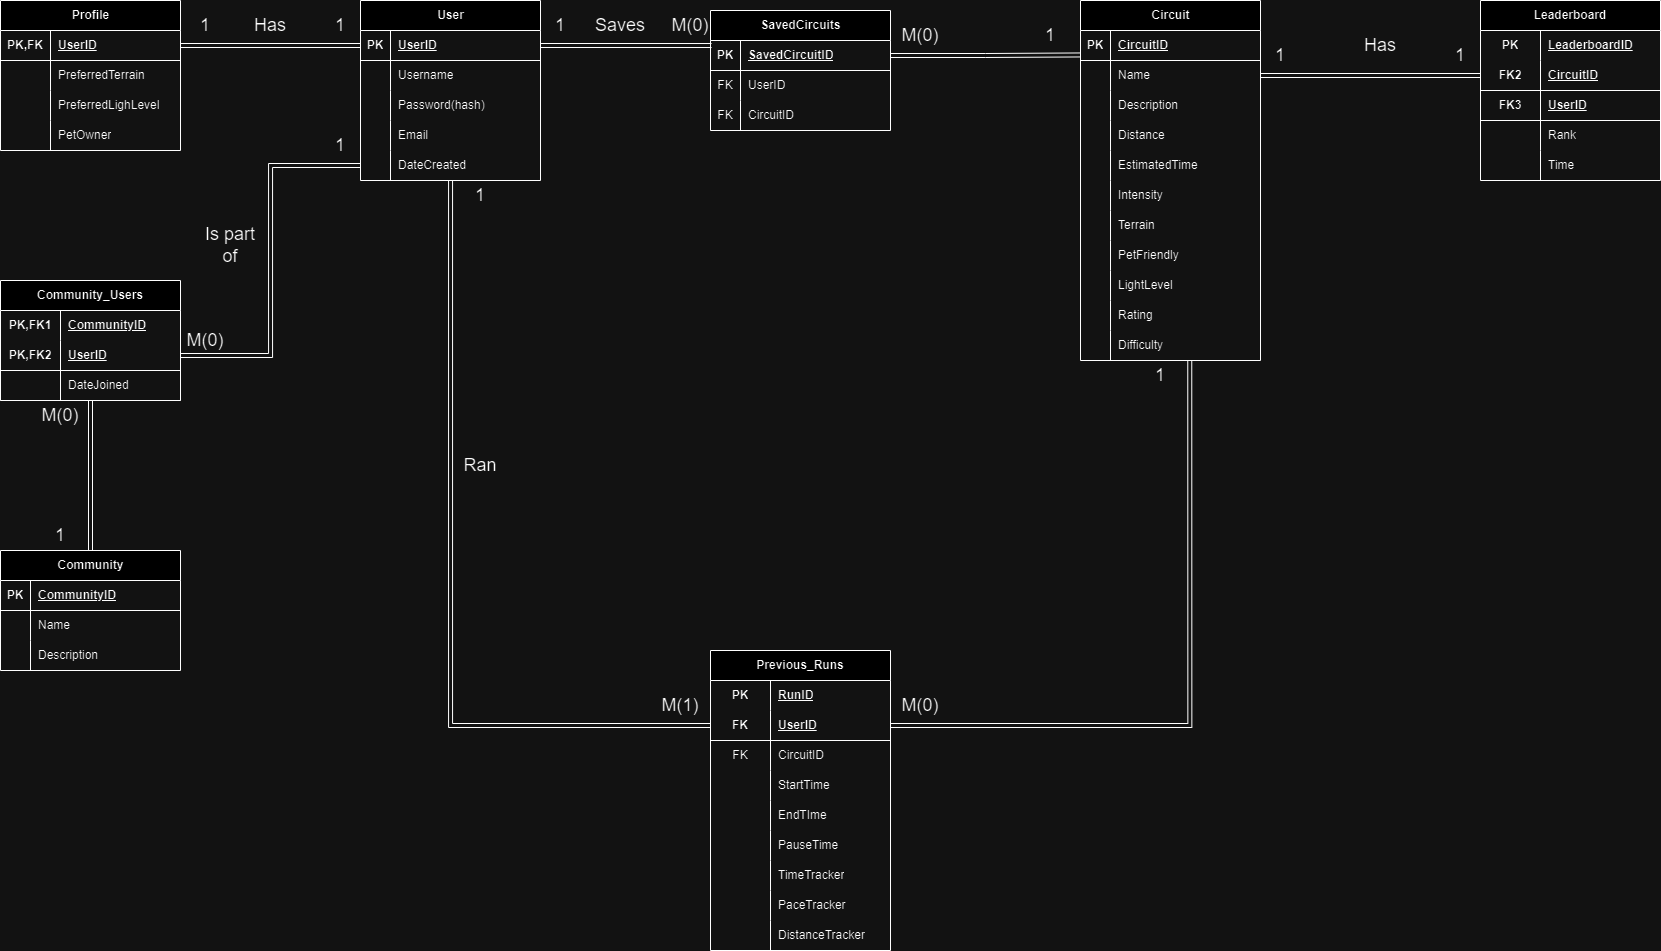 Profile
PK,FK UserID
PreferredTerrain
PreferredLighLevel
PetOwner
1 Has 1
User
PK UserID
Username
Password(hash)
Email
DateCreated
1 Saves M(0)
SavedCircuits
PK SavedCircuitID
FK UserID
FK CircuitID
M(0) 1
Circuit
PK CircuitID
Name
Description
Distance
EstimatedTime
Intensity
Terrain
PetFriendly
LightLevel
Rating
Difficulty
1 Has 1
Leaderboard
PK LeaderboardID
FK2 CircuitID
FK3 UserID
Rank
Time
1
Is part
of
M(0)
Community_Users
PK,FK1 CommunityID
PK,FK2 UserID
DateJoined
M(0)
1
Community
PK CommunityID
Name
Description
1
Ran
M(1)
1
M(0)
Previous_Runs
PK RunID
FK UserID
FK CircuitID
StartTime
EndTIme
PauseTime
TimeTracker
PaceTracker
DistanceTracker